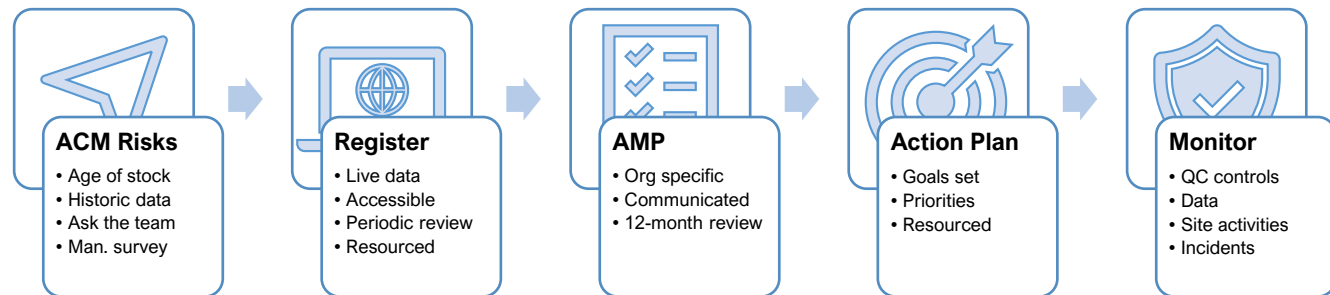 ACM Risks
• Age of stock
• Historic data
• Ask the team
• Man. survey
Register
• Live data
• Accessible
• Periodic review
• Resourced
AMP
• Org specific
• Communicated
• 12-month review
Action Plan
• Goals set
• Priorities
• Resourced
Monitor
• QC controls
• Data
• Site activities
• Incidents